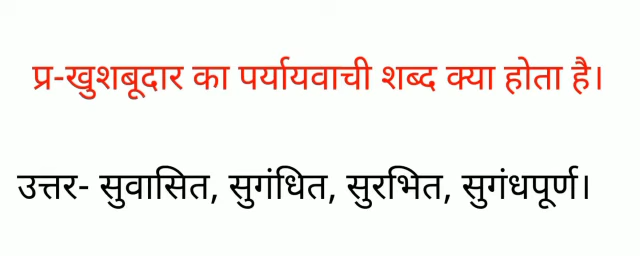 प्र-खुशबूदार का पर्यायवाची शब्द क्या होता है।
उत्तर- सुवासित, सुगंधित, सुरभित, सुगंधपूर्ण।